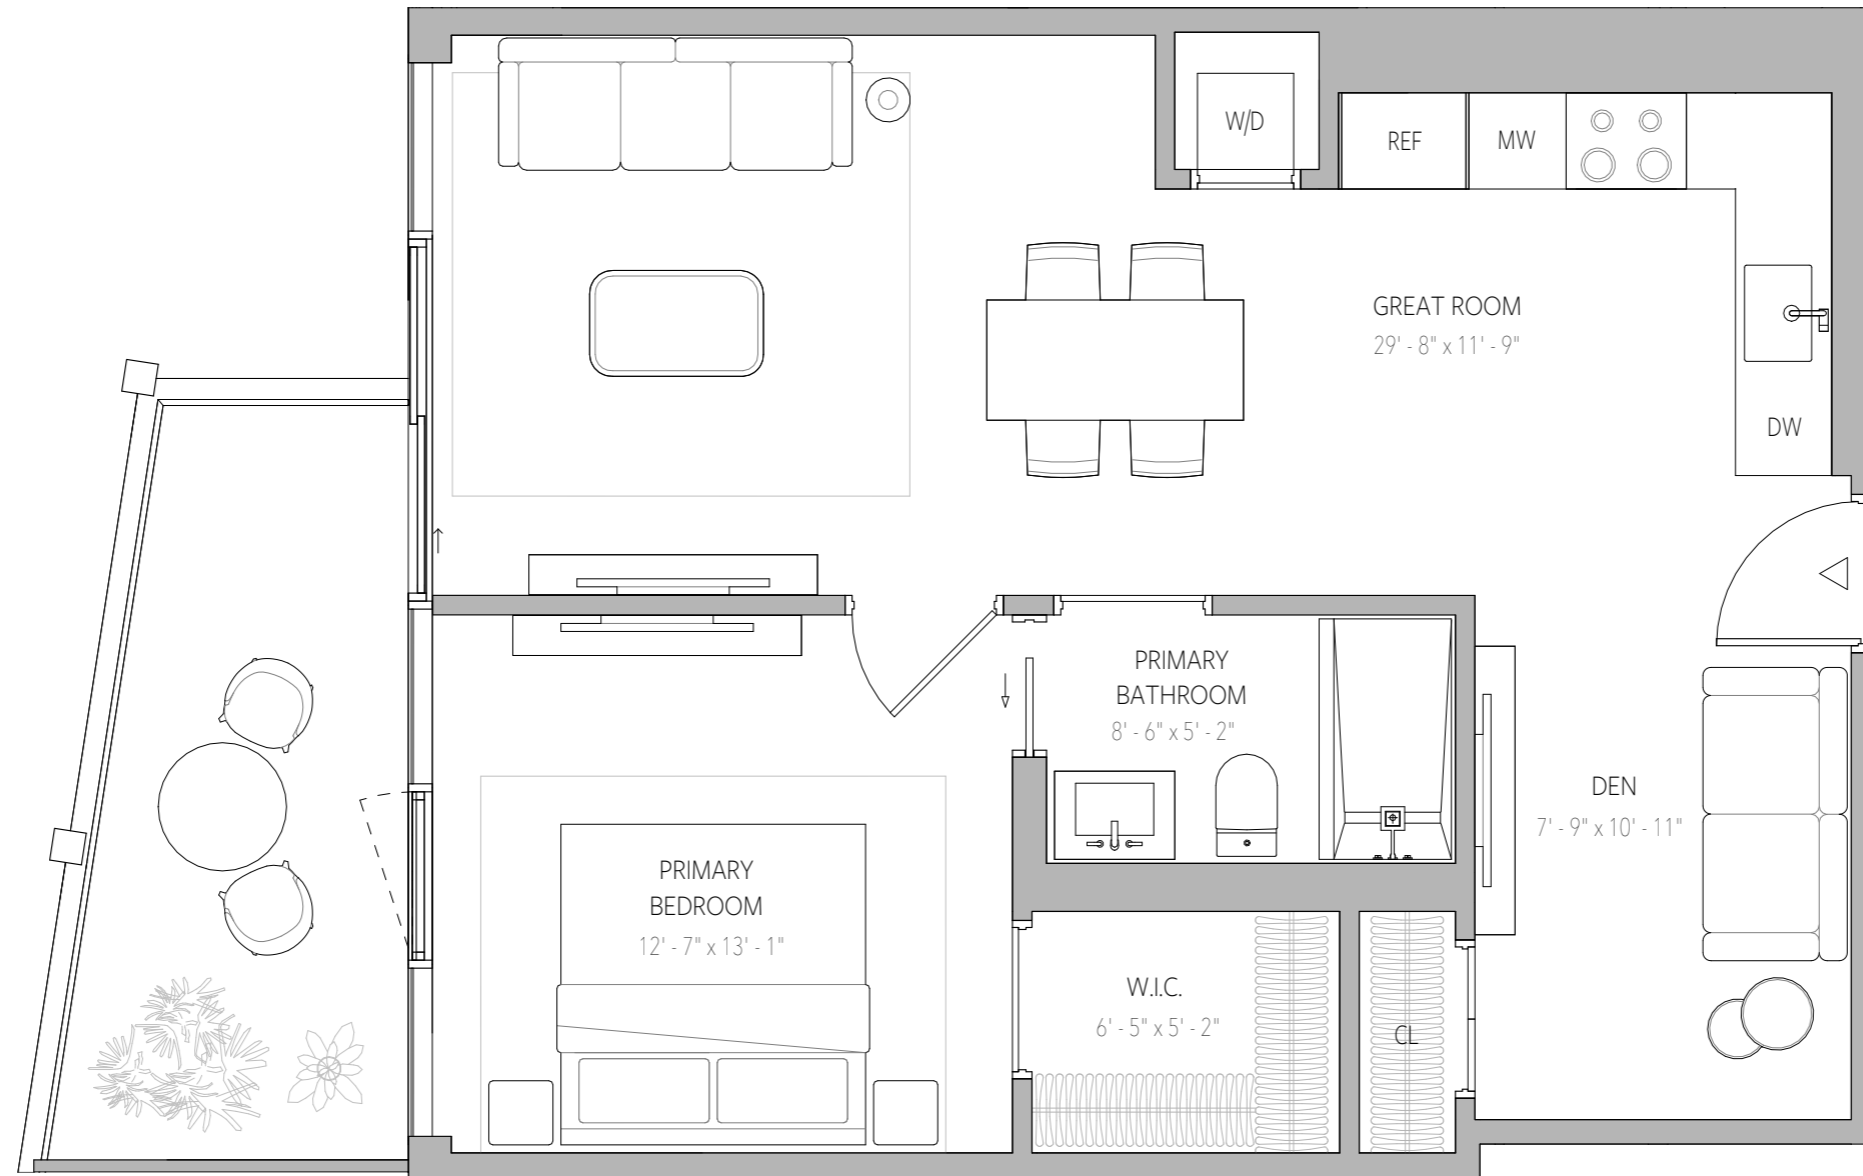 W/D
REF
MW
GREAT ROOM
29' - 8" x 11' - 9"
DW
PRIMARY
BATHROOM
8' - 6" x 5' - 2"
DEN
7' - 9" x 10' - 11"
PRIMARY
BEDROOM
12' - 7" x 13' - 1"
W.I.C.
6' - 5" x 5' - 2"
CL